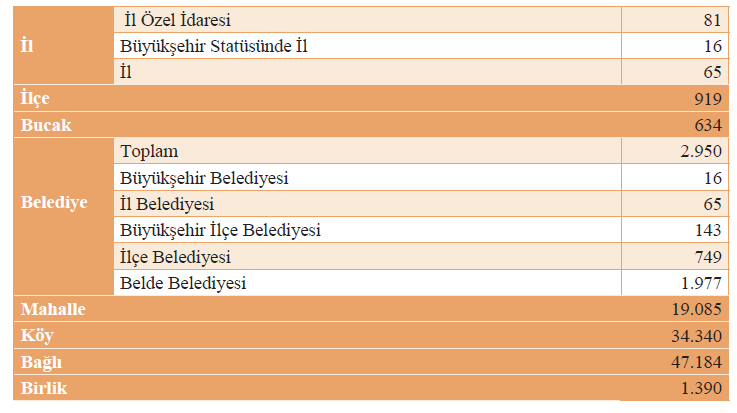 İl
İl Özel İdaresi 81
Büyükşehir Statüsünde İl 16
İl 65
İlçe 919
Bucak 634
Belediye
Toplam 2.950
Büyükşehir Belediyesi 16
İl Belediyesi 65
Büyükşehir İlçe Belediyesi 143
İlçe Belediyesi 749
Belde Belediyesi 1.977
Mahalle 19.085
Köy 34.340
Bağlı 47.184
Birlik 1.390